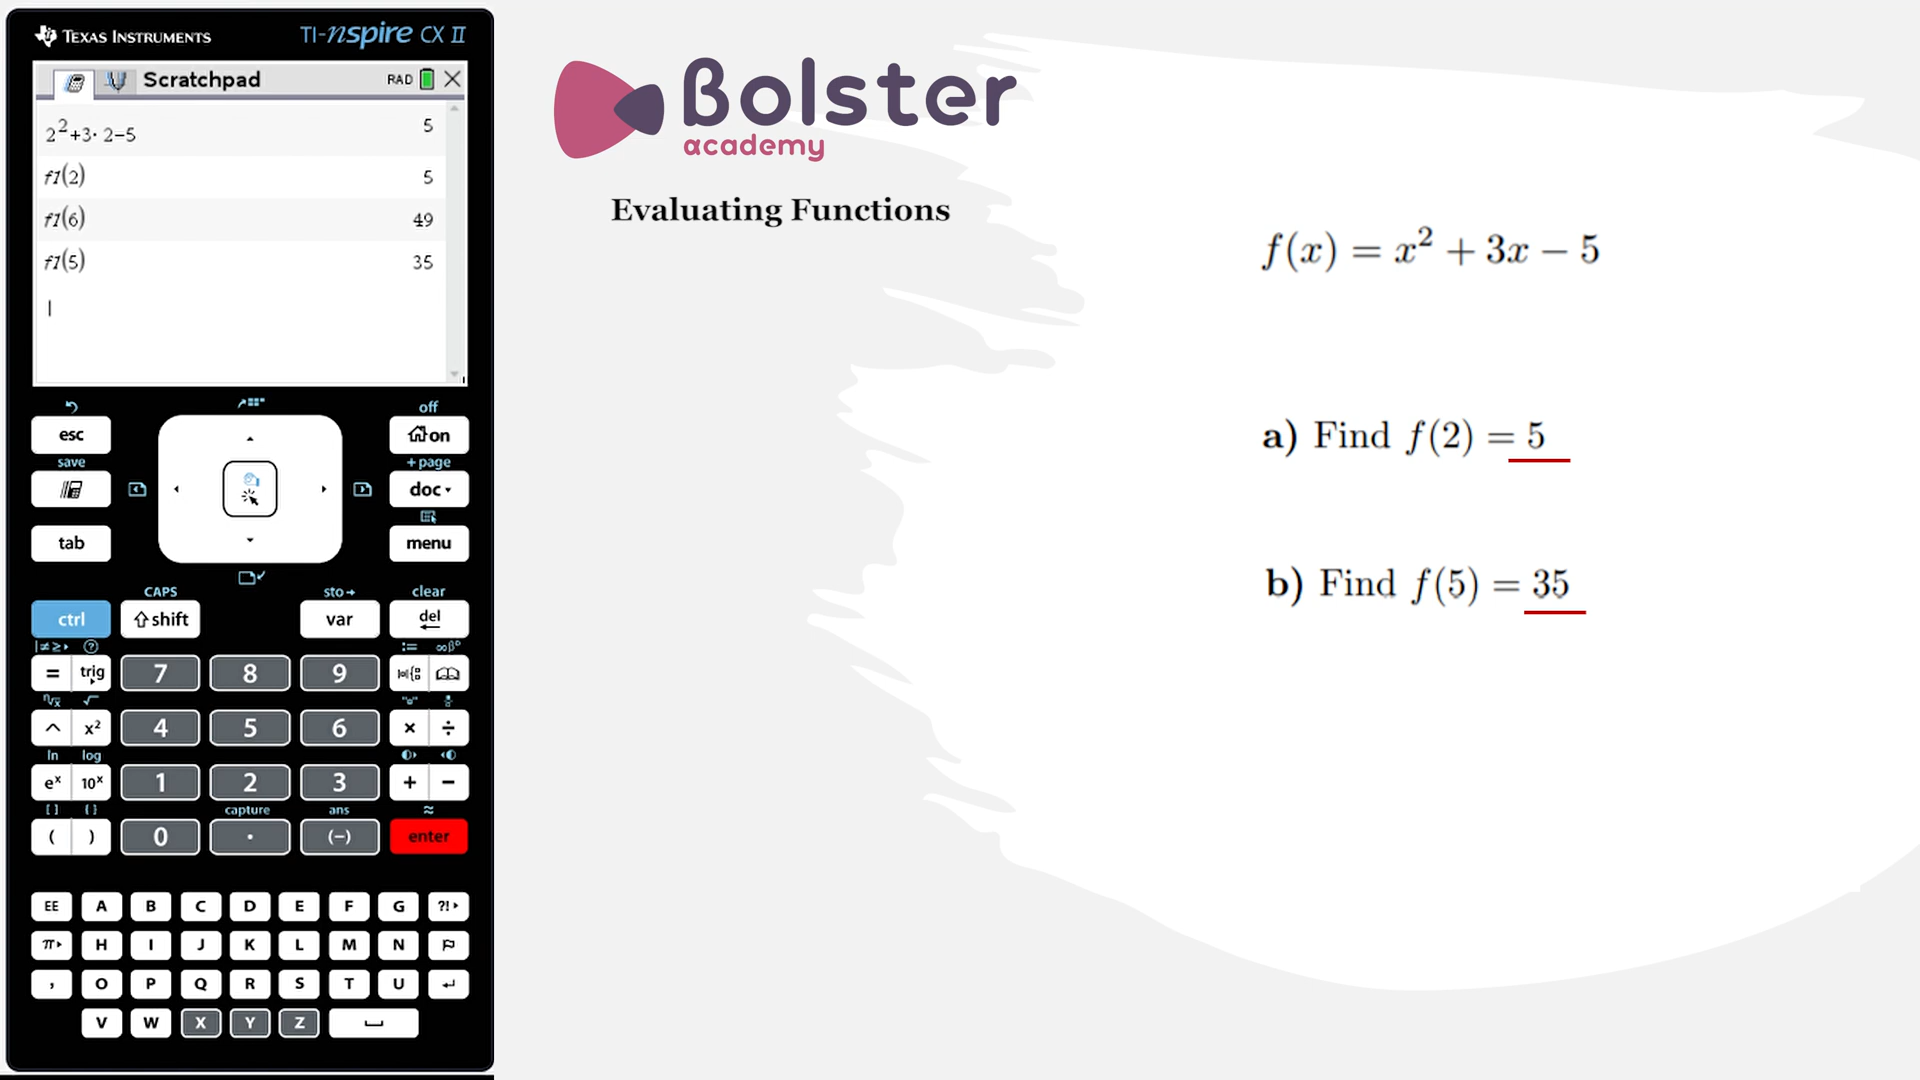 TEXAS INSTRUMENTS TI-nspire CX II
Scratchpad RAD
2²+3·2−5 5
f1(2) 5
f1(6) 49
f1(5) 35
off
esc on
save + page
doc
tab menu
CAPS sto→ clear
ctrl shift var del
|≠≥▸ ? := ∞β°
= trig 7 8 9
ⁿ√x √
^ x² 4 5 6 × ÷
ln log
eˣ 10ˣ 1 2 3 + −
[ ] { } capture ans ≈
( ) 0 . (−) enter
EE A B C D E F G ?!▸
π▸ H I J K L M N
, O P Q R S T U ↵
V W X Y Z
Bolster
academy
Evaluating Functions
f(x) = x² + 3x − 5
a) Find f(2) = 5
b) Find f(5) = 35